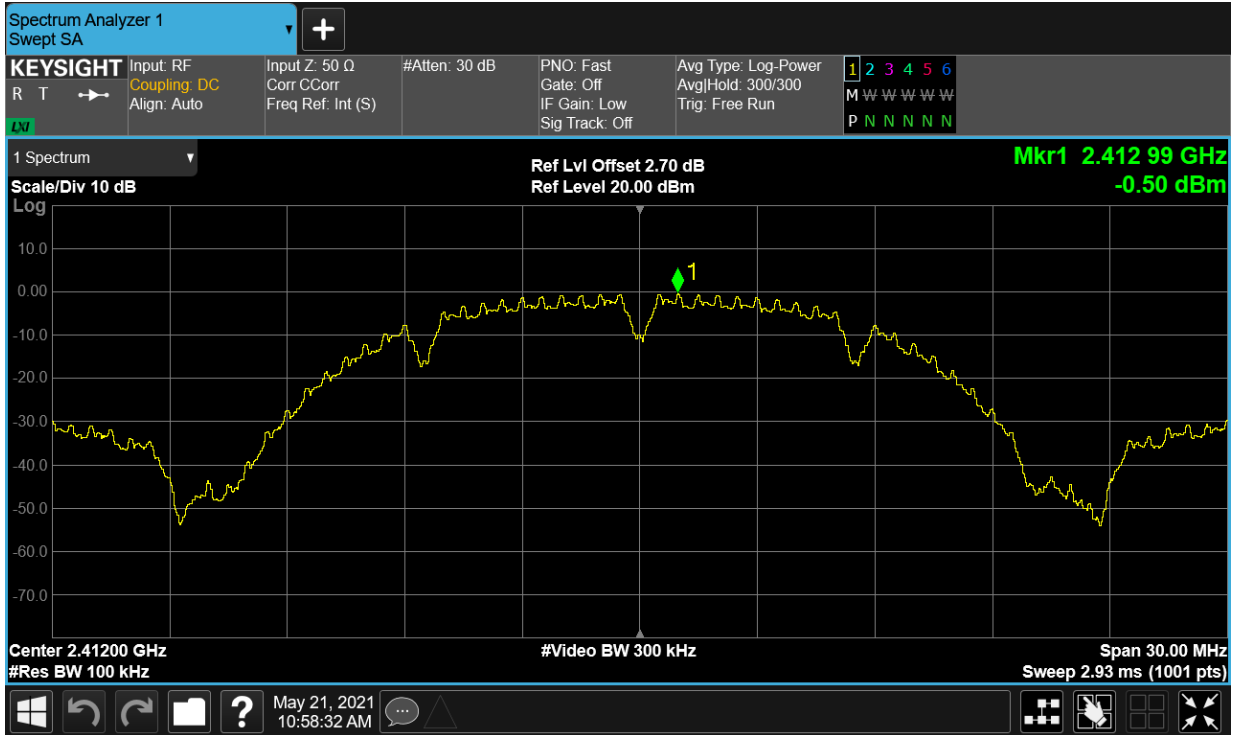 Spectrum Analyzer 1
Swept SA
+
KEYSIGHT
R T
LXI
Input: RF
Coupling: DC
Align: Auto
Input Z: 50 Ω
Corr CCorr
Freq Ref: Int (S)
#Atten: 30 dB
PNO: Fast
Gate: Off
IF Gain: Low
Sig Track: Off
Avg Type: Log-Power
Avg|Hold: 300/300
Trig: Free Run
1 2 3 4 5 6
M W W W W W
P N N N N N
1 Spectrum
Scale/Div 10 dB
Log
Ref Lvl Offset 2.70 dB
Ref Level 20.00 dBm
Mkr1 2.412 99 GHz
-0.50 dBm
1
10.0
0.00
-10.0
-20.0
-30.0
-40.0
-50.0
-60.0
-70.0
Center 2.41200 GHz
#Res BW 100 kHz
#Video BW 300 kHz
Span 30.00 MHz
Sweep 2.93 ms (1001 pts)
?
May 21, 2021
10:58:32 AM